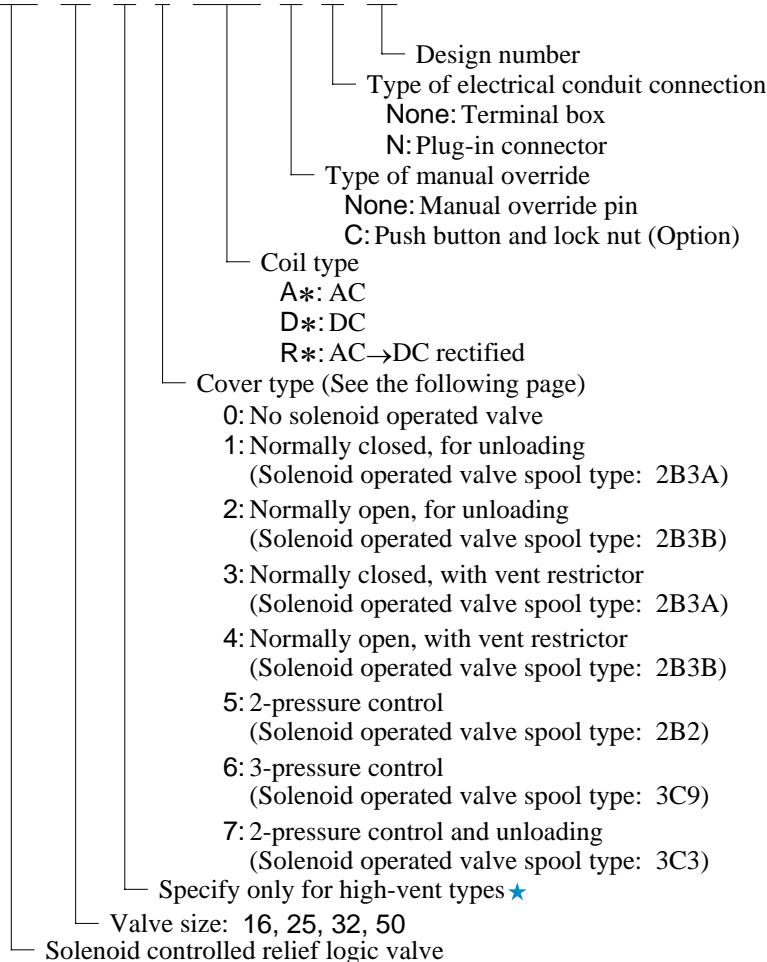 Design number
Type of electrical conduit connection
None: Terminal box
N: Plug-in connector
Type of manual override
None: Manual override pin
C: Push button and lock nut (Option)
Coil type
A∗: AC
D∗: DC
R∗: AC→DC rectified
Cover type (See the following page)
0: No solenoid operated valve
1: Normally closed, for unloading
(Solenoid operated valve spool type: 2B3A)
2: Normally open, for unloading
(Solenoid operated valve spool type: 2B3B)
3: Normally closed, with vent restrictor
(Solenoid operated valve spool type: 2B3A)
4: Normally open, with vent restrictor
(Solenoid operated valve spool type: 2B3B)
5: 2-pressure control
(Solenoid operated valve spool type: 2B2)
6: 3-pressure control
(Solenoid operated valve spool type: 3C9)
7: 2-pressure control and unloading
(Solenoid operated valve spool type: 3C3)
Specify only for high-vent types★
Valve size: 16, 25, 32, 50
Solenoid controlled relief logic valve